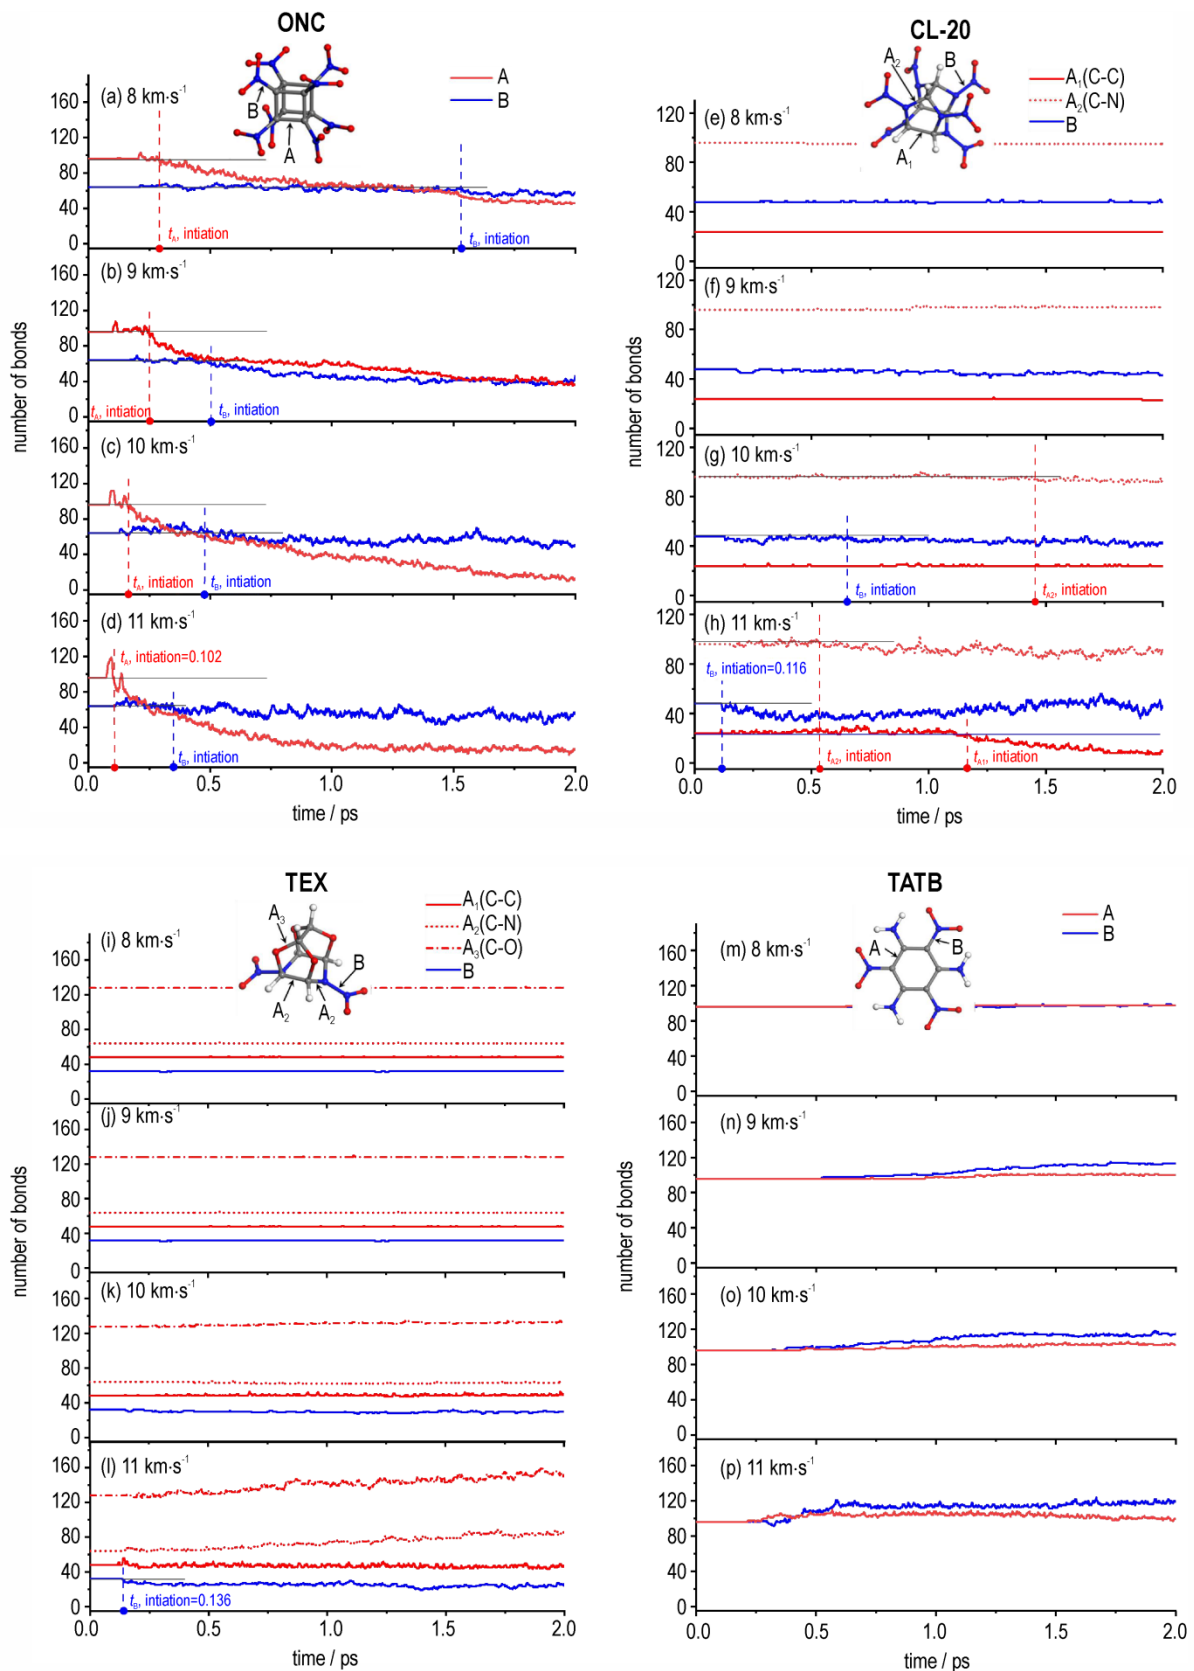 ONC
A
B
(a) 8 km·s⁻¹
B
A
160
120
80
40
0
tA, intiation
tB, intiation
(b) 9 km·s⁻¹
160
120
80
40
0
tA, intiation
tB, intiation
(c) 10 km·s⁻¹
160
120
80
40
0
tA, intiation
tB, intiation
(d) 11 km·s⁻¹
160
120
80
40
0
tA, intiation=0.102
tB, intiation
0.0 0.5 1.0 1.5 2.0
time / ps
number of bonds
CL-20
A₁(C-C)
A₂(C-N)
B
A₂
B
A₁
(e) 8 km·s⁻¹
120
80
40
0
(f) 9 km·s⁻¹
120
80
40
0
(g) 10 km·s⁻¹
120
80
40
0
tB, intiation
tA2, intiation
(h) 11 km·s⁻¹
120
80
40
0
tB, intiation=0.116
tA2, intiation
tA1, intiation
0.0 0.5 1.0 1.5 2.0
time / ps
number of bonds
TEX
A₁(C-C)
A₂(C-N)
A₃(C-O)
B
A₃
B
A₂
A₂
(i) 8 km·s⁻¹
160
120
80
40
0
(j) 9 km·s⁻¹
160
120
80
40
0
(k) 10 km·s⁻¹
160
120
80
40
0
(l) 11 km·s⁻¹
160
120
80
40
0
tB, intiation=0.136
0.0 0.5 1.0 1.5 2.0
time / ps
number of bonds
TATB
A
B
A
B
(m) 8 km·s⁻¹
160
120
80
40
0
(n) 9 km·s⁻¹
160
120
80
40
0
(o) 10 km·s⁻¹
160
120
80
40
0
(p) 11 km·s⁻¹
160
120
80
40
0
0.0 0.5 1.0 1.5 2.0
time / ps
number of bonds